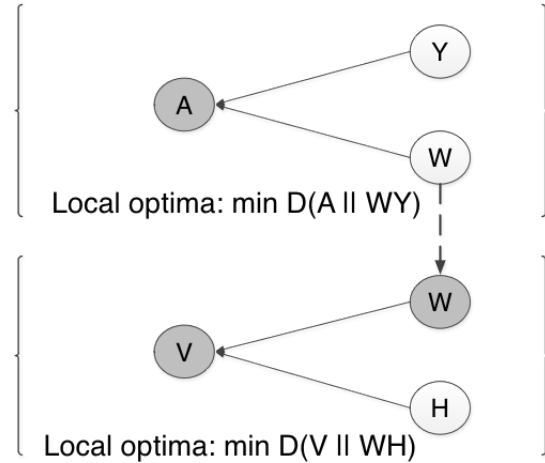 Y
A
W
Local optima: min D(A || WY)
W
V
H
Local optima: min D(V || WH)